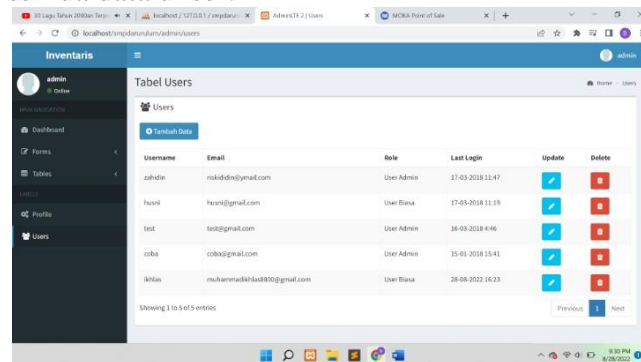 30 Lagu Tahun 2000an Terpo
localhost / 127.0.0.1 / smpdarur
AdminLTE 2 | Users
MOKA Point of Sale
localhost/smpdarurulum/admin/users
Inventaris
admin
admin
Online
MAIN NAVIGATION
Dashboard
Forms
Tables
LABELS
Profile
Users
Tabel Users
Home
Users
Users
Tambah Data
Username Email Role Last Login Update Delete
zahidin riskididin@ymail.com User Admin 17-03-2018 11:47
husni husni@gmail.com User Biasa 17-03-2018 11:19
test test@gmail.com User Admin 16-03-2018 4:46
coba coba@gmail.com User Admin 15-01-2018 15:41
ikhlas muhammadikhlas8800@gmail.com User Biasa 28-08-2022 16:23
Showing 1 to 5 of 5 entries
Previous 1 Next
9:30 PM
8/28/2022